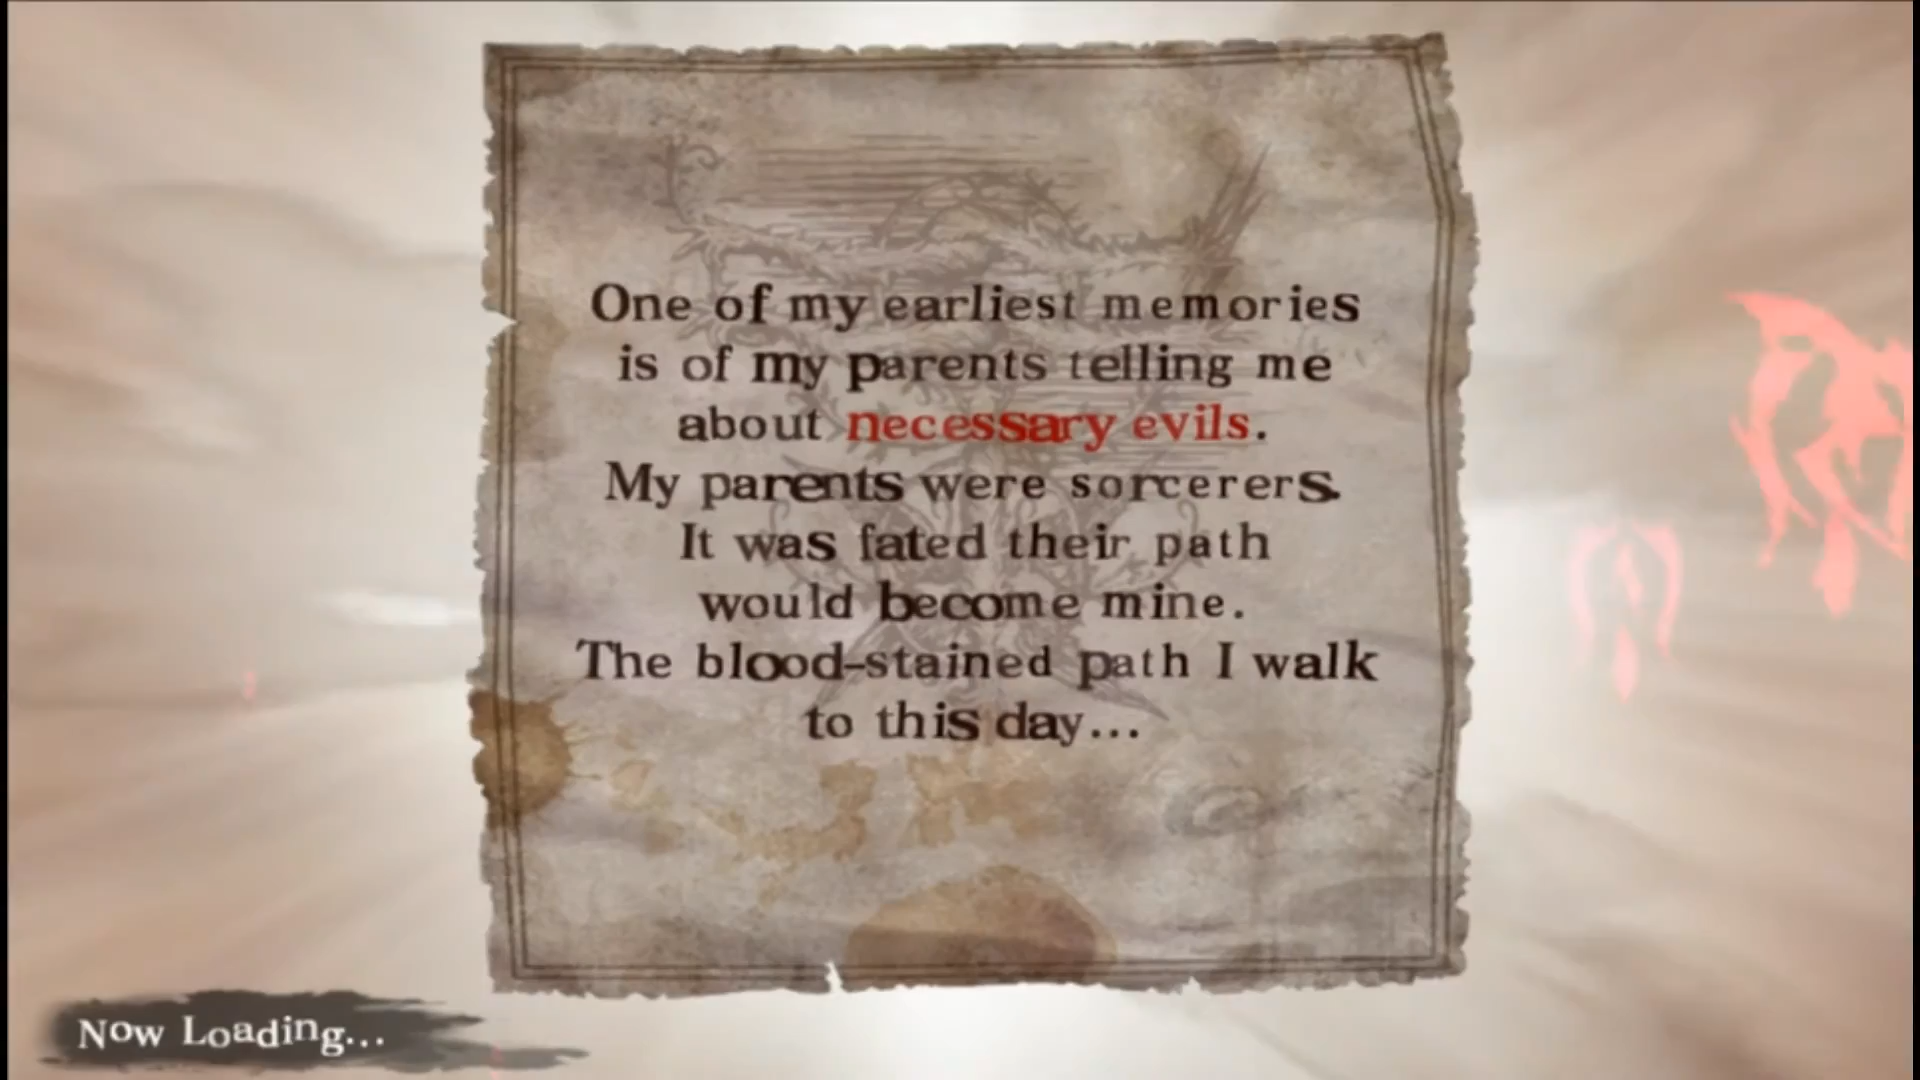 One of my earliest memories
is of my parents telling me
about necessary evils.
My parents were sorcerers.
It was fated their path
would become mine.
The blood-stained path I walk
to this day...
Now Loading...